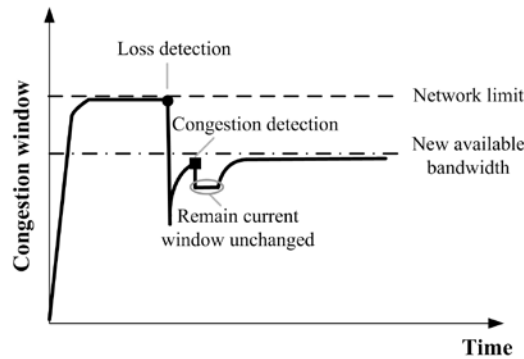 Loss detection
Network limit
Congestion detection
New available
bandwidth
Remain current
window unchanged
Congestion window
Time